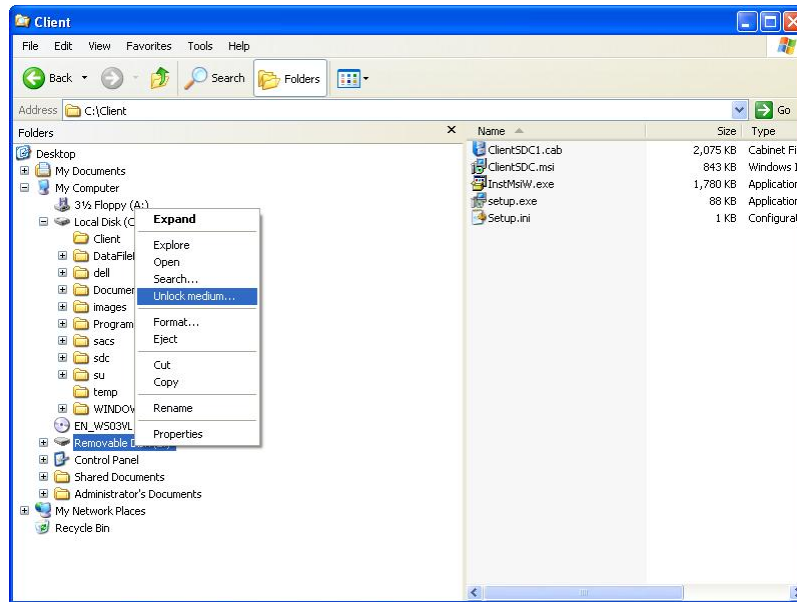 Client
File Edit View Favorites Tools Help
Back Search Folders
Address C:\Client Go
Folders
Desktop
My Documents
My Computer
3½ Floppy (A:)
Local Disk (C
Client
DataFile
dell
Documen
images
Program
sacs
sdc
su
temp
WINDOW
EN_WS03VL
Removable
Control Panel
Shared Documents
Administrator's Documents
My Network Places
Recycle Bin
Expand
Explore
Open
Search...
Unlock medium...
Format...
Eject
Cut
Copy
Rename
Properties
Name Size Type
ClientSDC1.cab 2,075 KB Cabinet Fi
ClientSDC.msi 843 KB Windows I
InstMsiW.exe 1,780 KB Application
setup.exe 88 KB Application
Setup.ini 1 KB Configurat